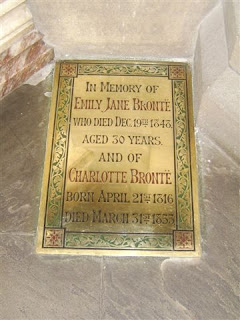 IN MEMORY OF
EMILY JANE BRONTË
WHO DIED DEC. 19TH 1848.
AGED 30 YEARS.
AND OF
CHARLOTTE BRONTË
BORN APRIL 21ST 1816
DIED MARCH 31ST 1855